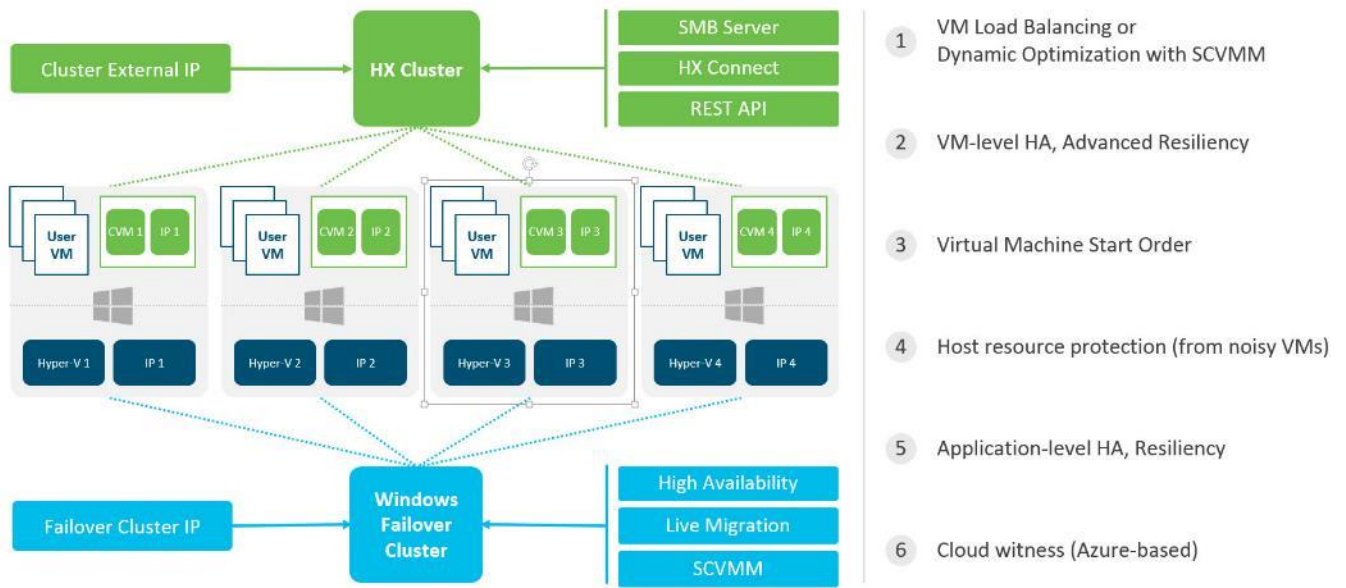 Cluster External IP
HX Cluster
SMB Server
HX Connect
REST API
User
VM
CVM 1
IP 1
User
VM
CVM 2
IP 2
User
VM
CVM 3
IP 3
User
VM
CVM 4
IP 4
Hyper-V 1
IP 1
Hyper-V 2
IP 2
Hyper-V 3
IP 3
Hyper-V 4
IP 4
Failover Cluster IP
Windows
Failover
Cluster
High Availability
Live Migration
SCVMM
1
VM Load Balancing or
Dynamic Optimization with SCVMM
2
VM-level HA, Advanced Resiliency
3
Virtual Machine Start Order
4
Host resource protection (from noisy VMs)
5
Application-level HA, Resiliency
6
Cloud witness (Azure-based)